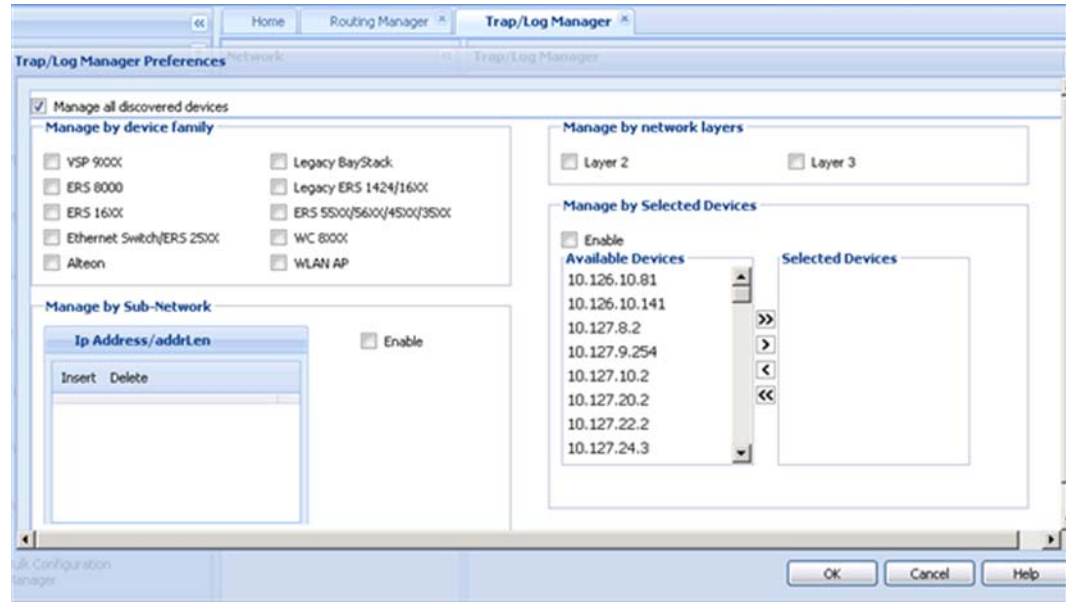 Home
Routing Manager
Trap/Log Manager
Trap/Log Manager Preferences
Network
Trap/Log Manager
Manage all discovered devices
Manage by device family
VSP 9XXX
Legacy BayStack
ERS 8000
Legacy ERS 1424/16XX
ERS 16XX
ERS 55XX/56XX/45XX/35XX
Ethernet Switch/ERS 25XX
WC 8XXX
Alteon
WLAN AP
Manage by Sub-Network
Ip Address/addrLen
Enable
Insert Delete
Manage by network layers
Layer 2
Layer 3
Manage by Selected Devices
Enable
Available Devices
Selected Devices
10.126.10.81
10.126.10.141
10.127.8.2
10.127.9.254
10.127.10.2
10.127.20.2
10.127.22.2
10.127.24.3
Configuration
OK
Cancel
Help